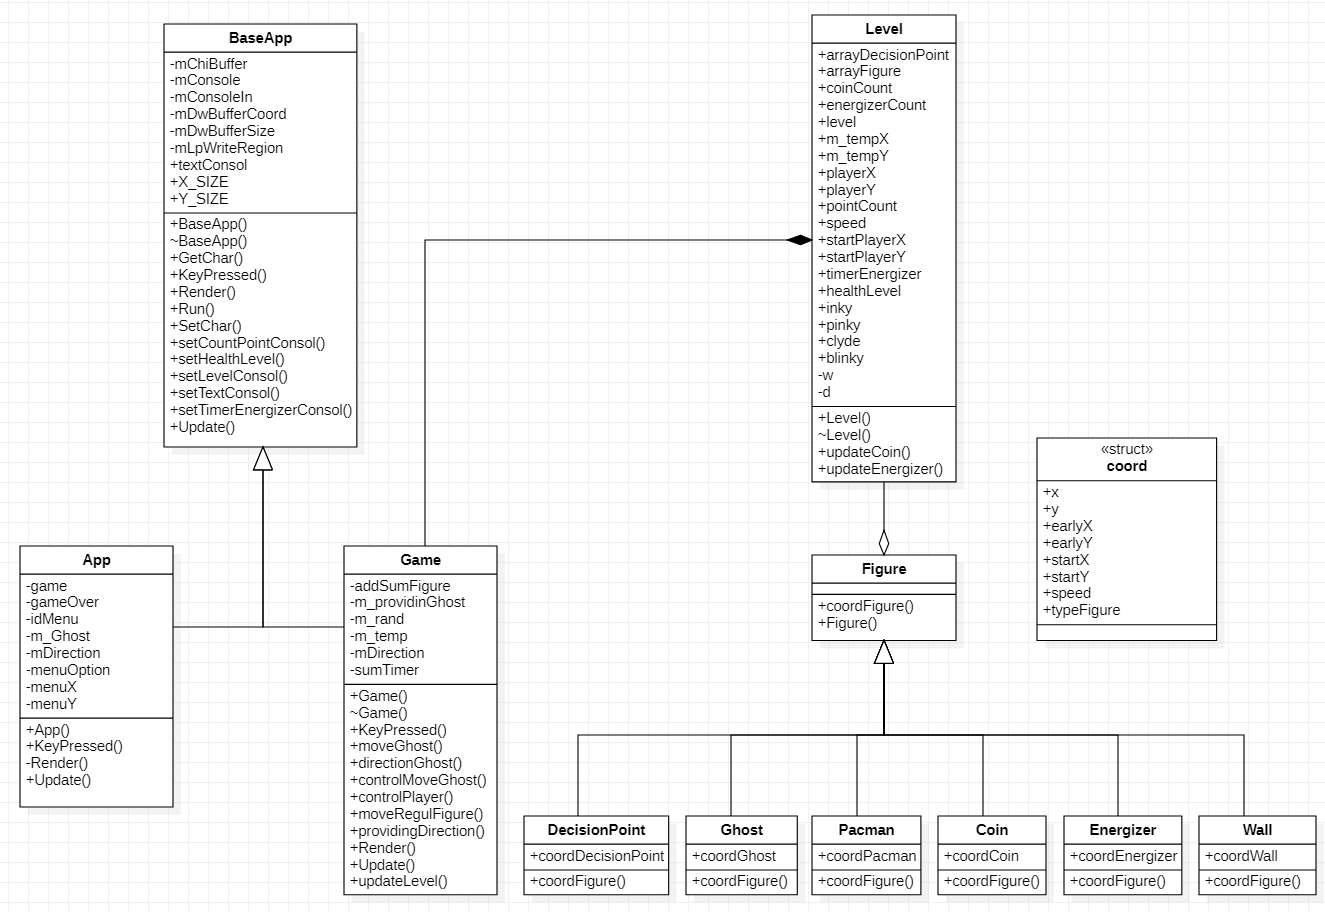 BaseApp
-mChiBuffer
-mConsole
-mConsoleIn
-mDwBufferCoord
-mDwBufferSize
-mLpWriteRegion
+textConsol
+X_SIZE
+Y_SIZE
+BaseApp()
~BaseApp()
+GetChar()
+KeyPressed()
+Render()
+Run()
+SetChar()
+setCountPointConsol()
+setHealthLevel()
+setLevelConsol()
+setTextConsol()
+setTimerEnergizerConsol()
+Update()
Level
+arrayDecisionPoint
+arrayFigure
+coinCount
+energizerCount
+level
+m_tempX
+m_tempY
+playerX
+playerY
+pointCount
+speed
+startPlayerX
+startPlayerY
+timerEnergizer
+healthLevel
+inky
+pinky
+clyde
+blinky
-w
-d
+Level()
~Level()
+updateCoin()
+updateEnergizer()
«struct»
coord
+x
+y
+earlyX
+earlyY
+startX
+startY
+speed
+typeFigure
App
-game
-gameOver
-idMenu
-m_Ghost
-mDirection
-menuOption
-menuX
-menuY
+App()
+KeyPressed()
-Render()
+Update()
Game
-addSumFigure
-m_providinGhost
-m_rand
-m_temp
-mDirection
-sumTimer
+Game()
~Game()
+KeyPressed()
+moveGhost()
+directionGhost()
+controlMoveGhost()
+controlPlayer()
+moveRegulFigure()
+providingDirection()
+Render()
+Update()
+updateLevel()
Figure
+coordFigure()
+Figure()
DecisionPoint
+coordDecisionPoint
+coordFigure()
Ghost
+coordGhost
+coordFigure()
Pacman
+coordPacman
+coordFigure()
Coin
+coordCoin
+coordFigure()
Energizer
+coordEnergizer
+coordFigure()
Wall
+coordWall
+coordFigure()